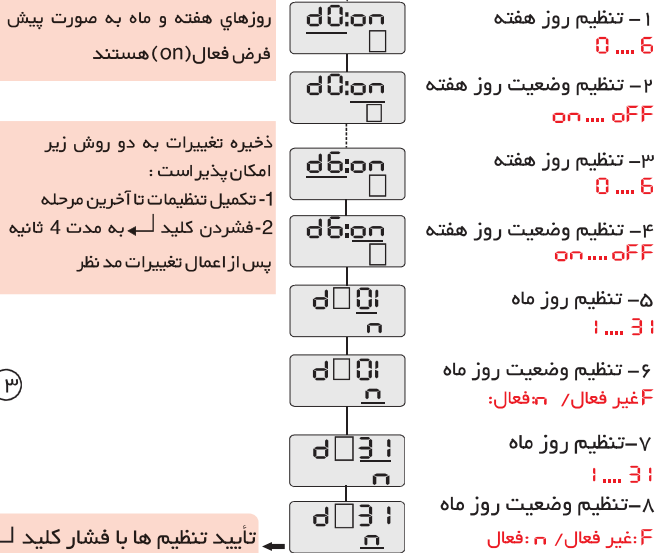 ۱- تنظیم روز هفته
0 .... 6
d0:on
روزهاي هفته و ماه به صورت پیش
فرض فعال(on)هستند
۲- تنظیم وضعیت روز هفته
on .... oFF
d0:on
۳- تنظیم روز هفته
0 .... 6
d6:on
ذخیره تغییرات به دو روش زیر
امکان پذیر است :
1- تکمیل تنظیمات تا آخرین مرحله
2-فشردن کلید به مدت 4 ثانیه
پس از اعمال تغییرات مد نظر
۴- تنظیم وضعیت روز هفته
on .... oFF
d6:on
۵- تنظیم روز ماه
1 .... 31
d 01
n
۶- تنظیم وضعیت روز ماه
F غیر فعال/ n:فعال:
d 01
n
۳
۷-تنظیم روز ماه
1 .... 31
d 31
n
۸-تنظیم وضعیت روز ماه
F:غیر فعال/ n:فعال
d 31
n
تأیید تنظیم ها با فشار کلید